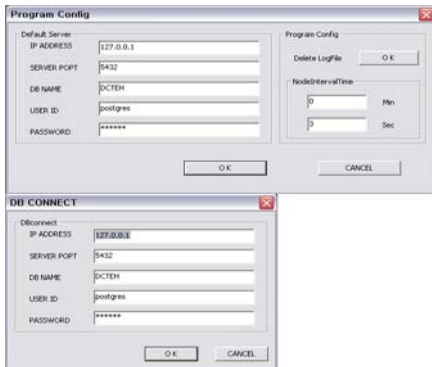 Program Config
Default Server
IP ADDRESS 127.0.0.1
SERVER POPT 5432
DB NAME DCTEH
USER ID postgres
PASSWORD ******
Program Config
Delete LogFile OK
NodeIntervalTime
0 Min
3 Sec
OK CANCEL
DB CONNECT
DBconnect
IP ADDRESS 127.0.0.1
SERVER POPT 5432
DB NAME DCTEH
USER ID postgres
PASSWORD ******
OK CANCEL